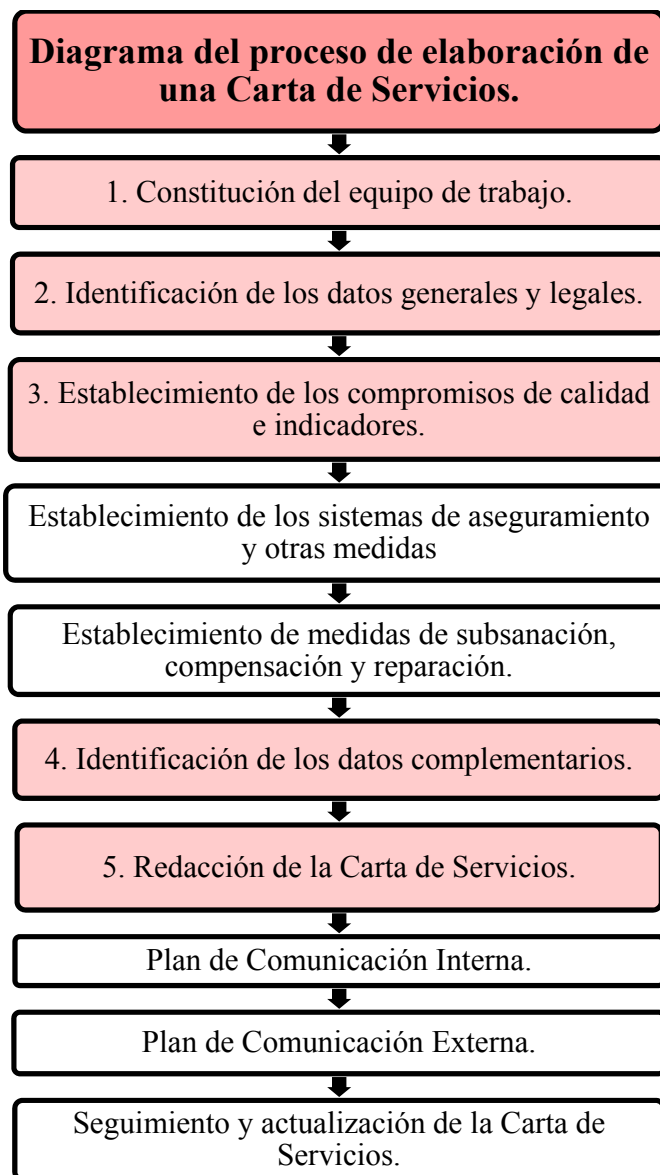 Diagrama del proceso de elaboración de
una Carta de Servicios.
1. Constitución del equipo de trabajo.
2. Identificación de los datos generales y legales.
3. Establecimiento de los compromisos de calidad
e indicadores.
Establecimiento de los sistemas de aseguramiento
y otras medidas
Establecimiento de medidas de subsanación,
compensación y reparación.
4. Identificación de los datos complementarios.
5. Redacción de la Carta de Servicios.
Plan de Comunicación Interna.
Plan de Comunicación Externa.
Seguimiento y actualización de la Carta de
Servicios.